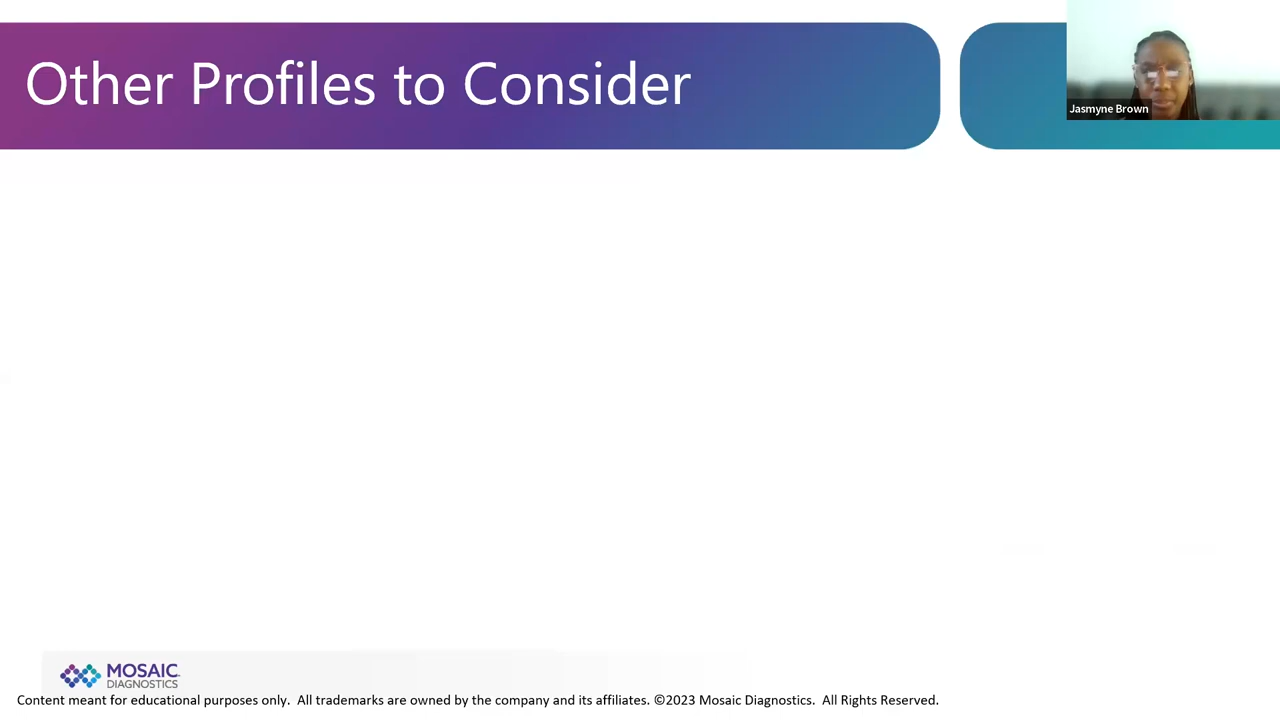 Other Profiles to Consider
Jasmyne Brown
MOSAIC
DIAGNOSTICS
Content meant for educational purposes only.  All trademarks are owned by the company and its affiliates. ©2023 Mosaic Diagnostics.  All Rights Reserved.